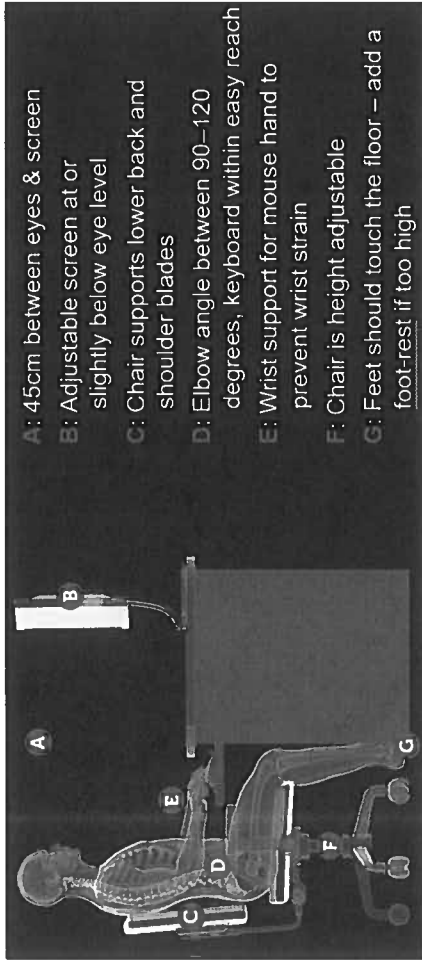 A: 45cm between eyes & screen
B: Adjustable screen at or
slightly below eye level
C: Chair supports lower back and
shoulder blades
D: Elbow angle between 90–120
degrees, keyboard within easy reach
E: Wrist support for mouse hand to
prevent wrist strain
F: Chair is height adjustable
G: Feet should touch the floor – add a
foot-rest if too high
A
B
E
D
C
F
G